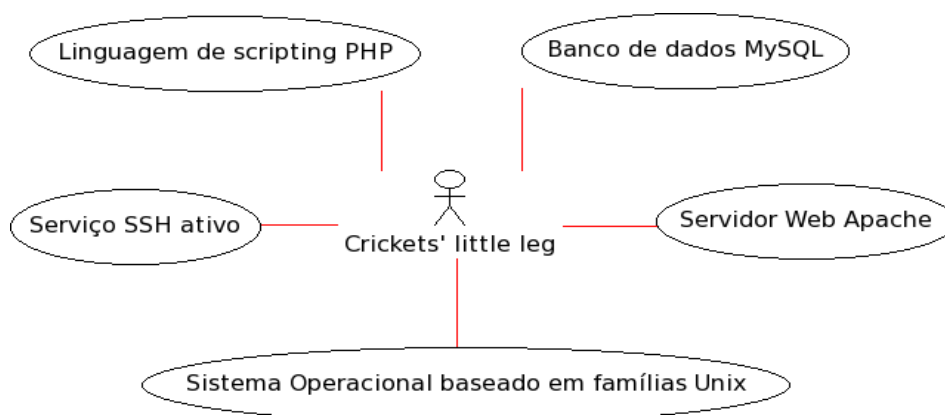 Linguagem de scripting PHP
Banco de dados MySQL
Serviço SSH ativo
Servidor Web Apache
Crickets' little leg
Sistema Operacional baseado em famílias Unix